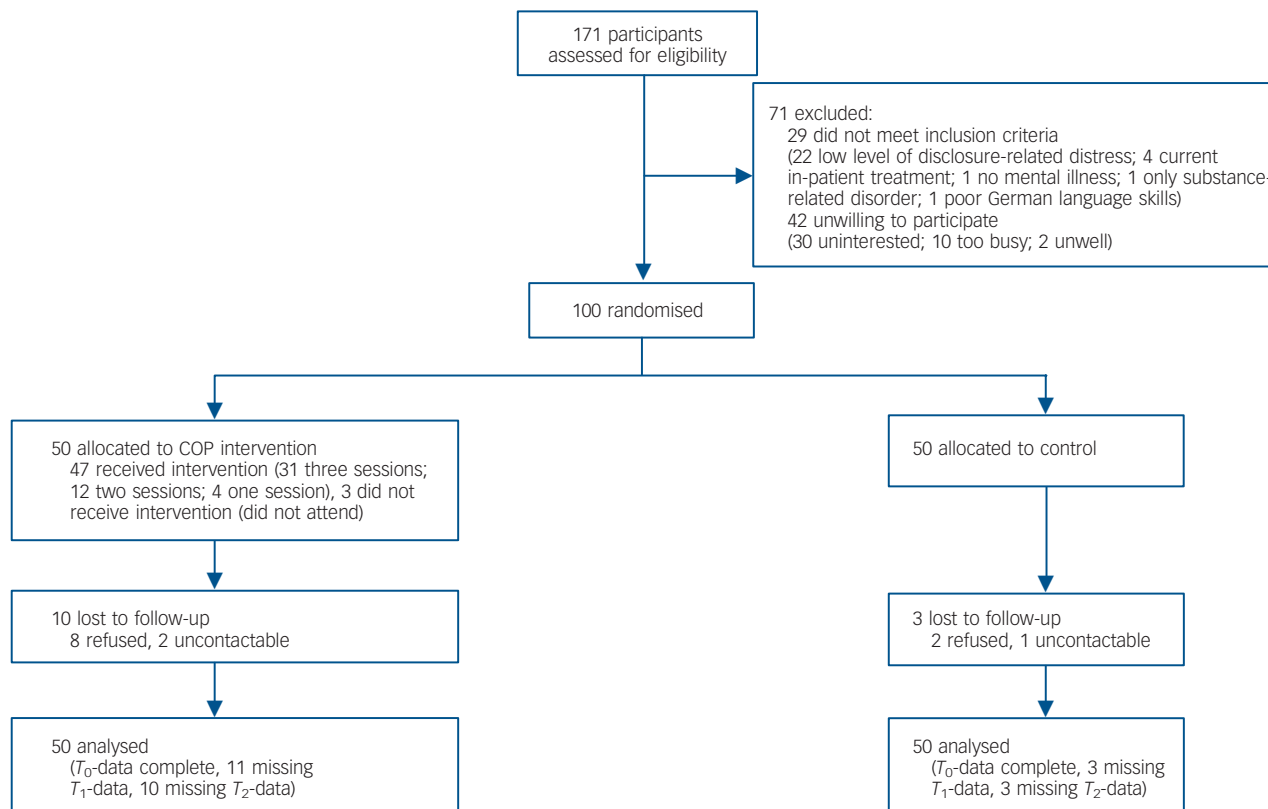 171 participants
assessed for eligibility
71 excluded:
29 did not meet inclusion criteria
(22 low level of disclosure-related distress; 4 current
in-patient treatment; 1 no mental illness; 1 only substance-
related disorder; 1 poor German language skills)
42 unwilling to participate
(30 uninterested; 10 too busy; 2 unwell)
100 randomised
50 allocated to COP intervention
47 received intervention (31 three sessions;
12 two sessions; 4 one session), 3 did not
receive intervention (did not attend)
50 allocated to control
10 lost to follow-up
8 refused, 2 uncontactable
3 lost to follow-up
2 refused, 1 uncontactable
50 analysed
(T₀-data complete, 11 missing
T₁-data, 10 missing T₂-data)
50 analysed
(T₀-data complete, 3 missing
T₁-data, 3 missing T₂-data)